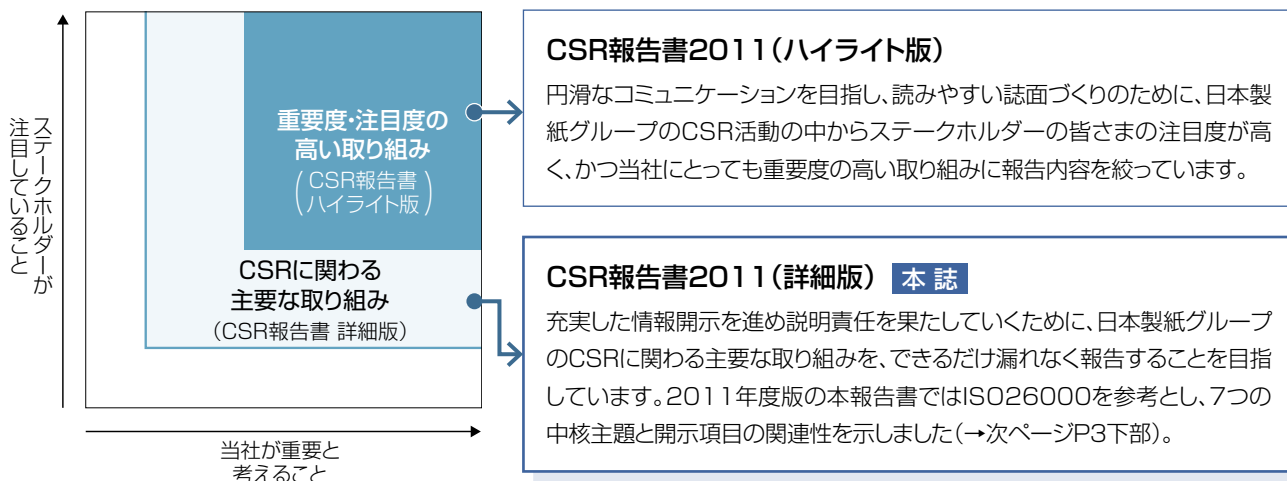 ステークホルダーが
注目していること
重要度・注目度の
高い取り組み
(CSR報告書
ハイライト版)
CSRに関わる
主要な取り組み
(CSR報告書 詳細版)
当社が重要と
考えること
CSR報告書2011(ハイライト版)
円滑なコミュニケーションを目指し、読みやすい誌面づくりのために、日本製
紙グループのCSR活動の中からステークホルダーの皆さまの注目度が高
く、かつ当社にとっても重要度の高い取り組みに報告内容を絞っています。
CSR報告書2011(詳細版) 本 誌
充実した情報開示を進め説明責任を果たしていくために、日本製紙グループ
のCSRに関わる主要な取り組みを、できるだけ漏れなく報告することを目指
しています。2011年度版の本報告書ではISO26000を参考とし、7つの
中核主題と開示項目の関連性を示しました(→次ページP3下部)。